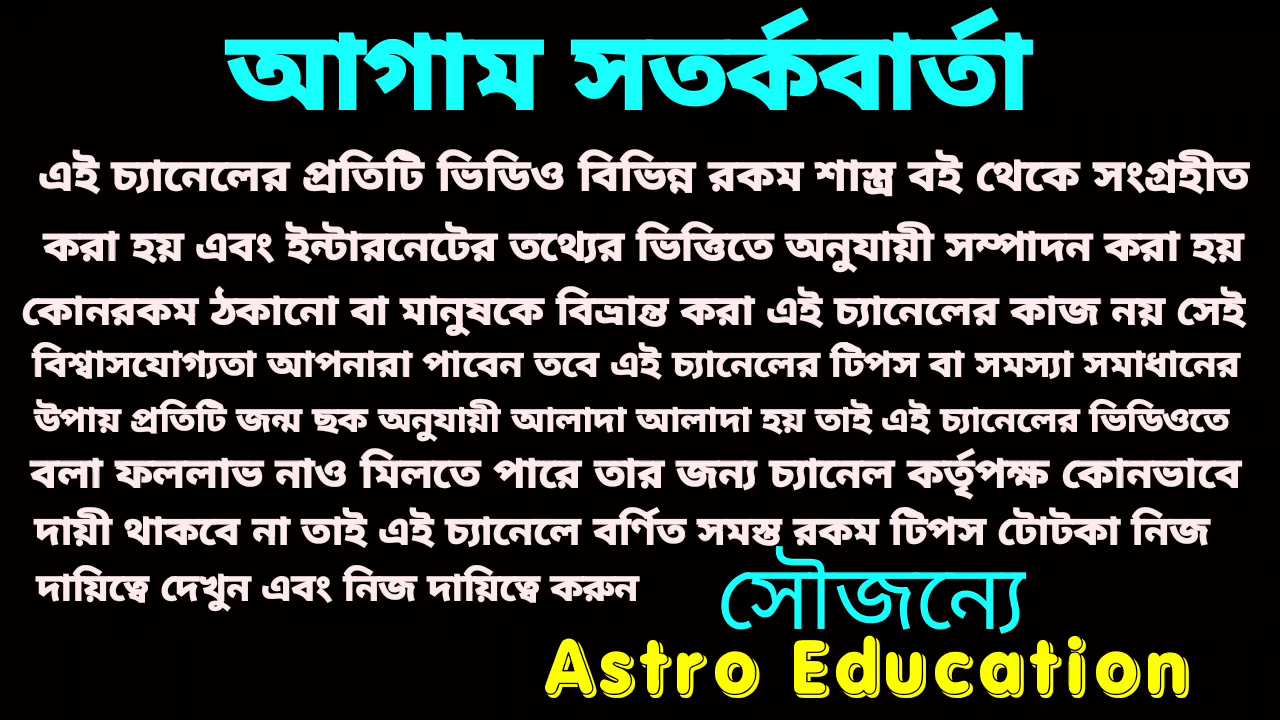 আগাম সতর্কবার্তা
এই চ্যানেলের প্রতিটি ভিডিও বিভিন্ন রকম শাস্ত্র বই থেকে সংগ্রহীত
করা হয় এবং ইন্টারনেটের তথ্যের ভিত্তিতে অনুযায়ী সম্পাদন করা হয়
কোনরকম ঠকানো বা মানুষকে বিভ্রান্ত করা এই চ্যানেলের কাজ নয় সেই
বিশ্বাসযোগ্যতা আপনারা পাবেন তবে এই চ্যানেলের টিপস বা সমস্যা সমাধানের
উপায় প্রতিটি জন্ম ছক অনুযায়ী আলাদা আলাদা হয় তাই এই চ্যানেলের ভিডিওতে
বলা ফললাভ নাও মিলতে পারে তার জন্য চ্যানেল কর্তৃপক্ষ কোনভাবে
দায়ী থাকবে না তাই এই চ্যানেলে বর্ণিত সমস্ত রকম টিপস টোটকা নিজ
দায়িত্বে দেখুন এবং নিজ দায়িত্বে করুন
সৌজন্যে
Astro Education